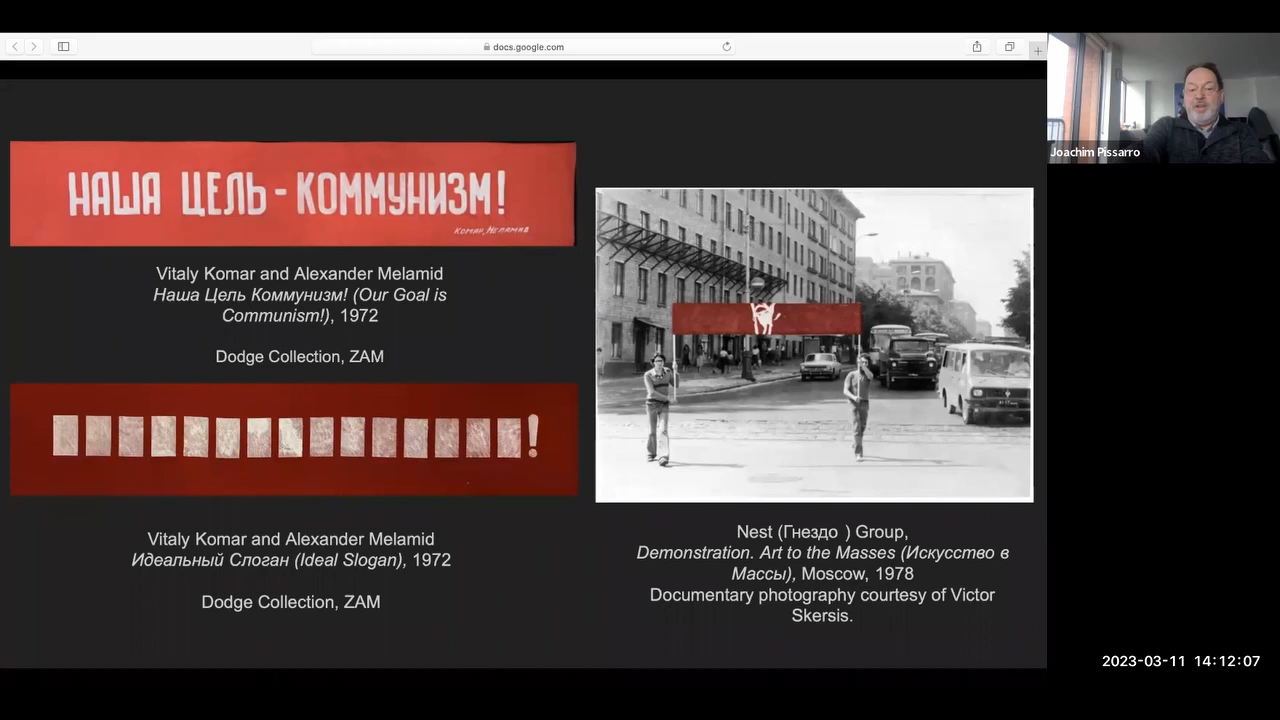 docs.google.com
НАША ЦЕЛЬ - КОММУНИЗМ!
Vitaly Komar and Alexander Melamid
Наша Цель Коммунизм! (Our Goal is
Communism!), 1972
Dodge Collection, ZAM
!
Vitaly Komar and Alexander Melamid
Идеальный Слоган (Ideal Slogan), 1972
Dodge Collection, ZAM
Nest (Гнездо ) Group,
Demonstration. Art to the Masses (Искусство в
Массы), Moscow, 1978
Documentary photography courtesy of Victor
Skersis.
Joachim Pissarro
2023-03-11 14:12:07